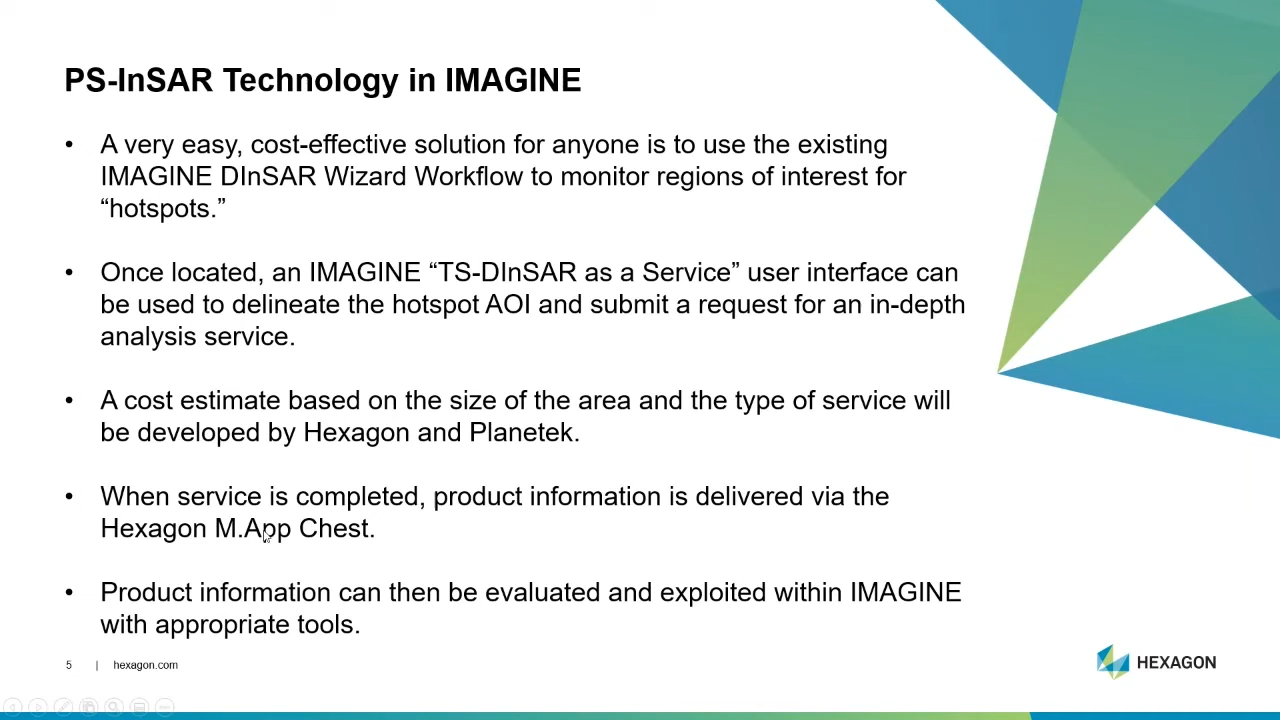 PS-InSAR Technology in IMAGINE
• A very easy, cost-effective solution for anyone is to use the existing
IMAGINE DInSAR Wizard Workflow to monitor regions of interest for
“hotspots.”
• Once located, an IMAGINE “TS-DInSAR as a Service” user interface can
be used to delineate the hotspot AOI and submit a request for an in-depth
analysis service.
• A cost estimate based on the size of the area and the type of service will
be developed by Hexagon and Planetek.
• When service is completed, product information is delivered via the
Hexagon M.App Chest.
• Product information can then be evaluated and exploited within IMAGINE
with appropriate tools.
5 | hexagon.com
HEXAGON